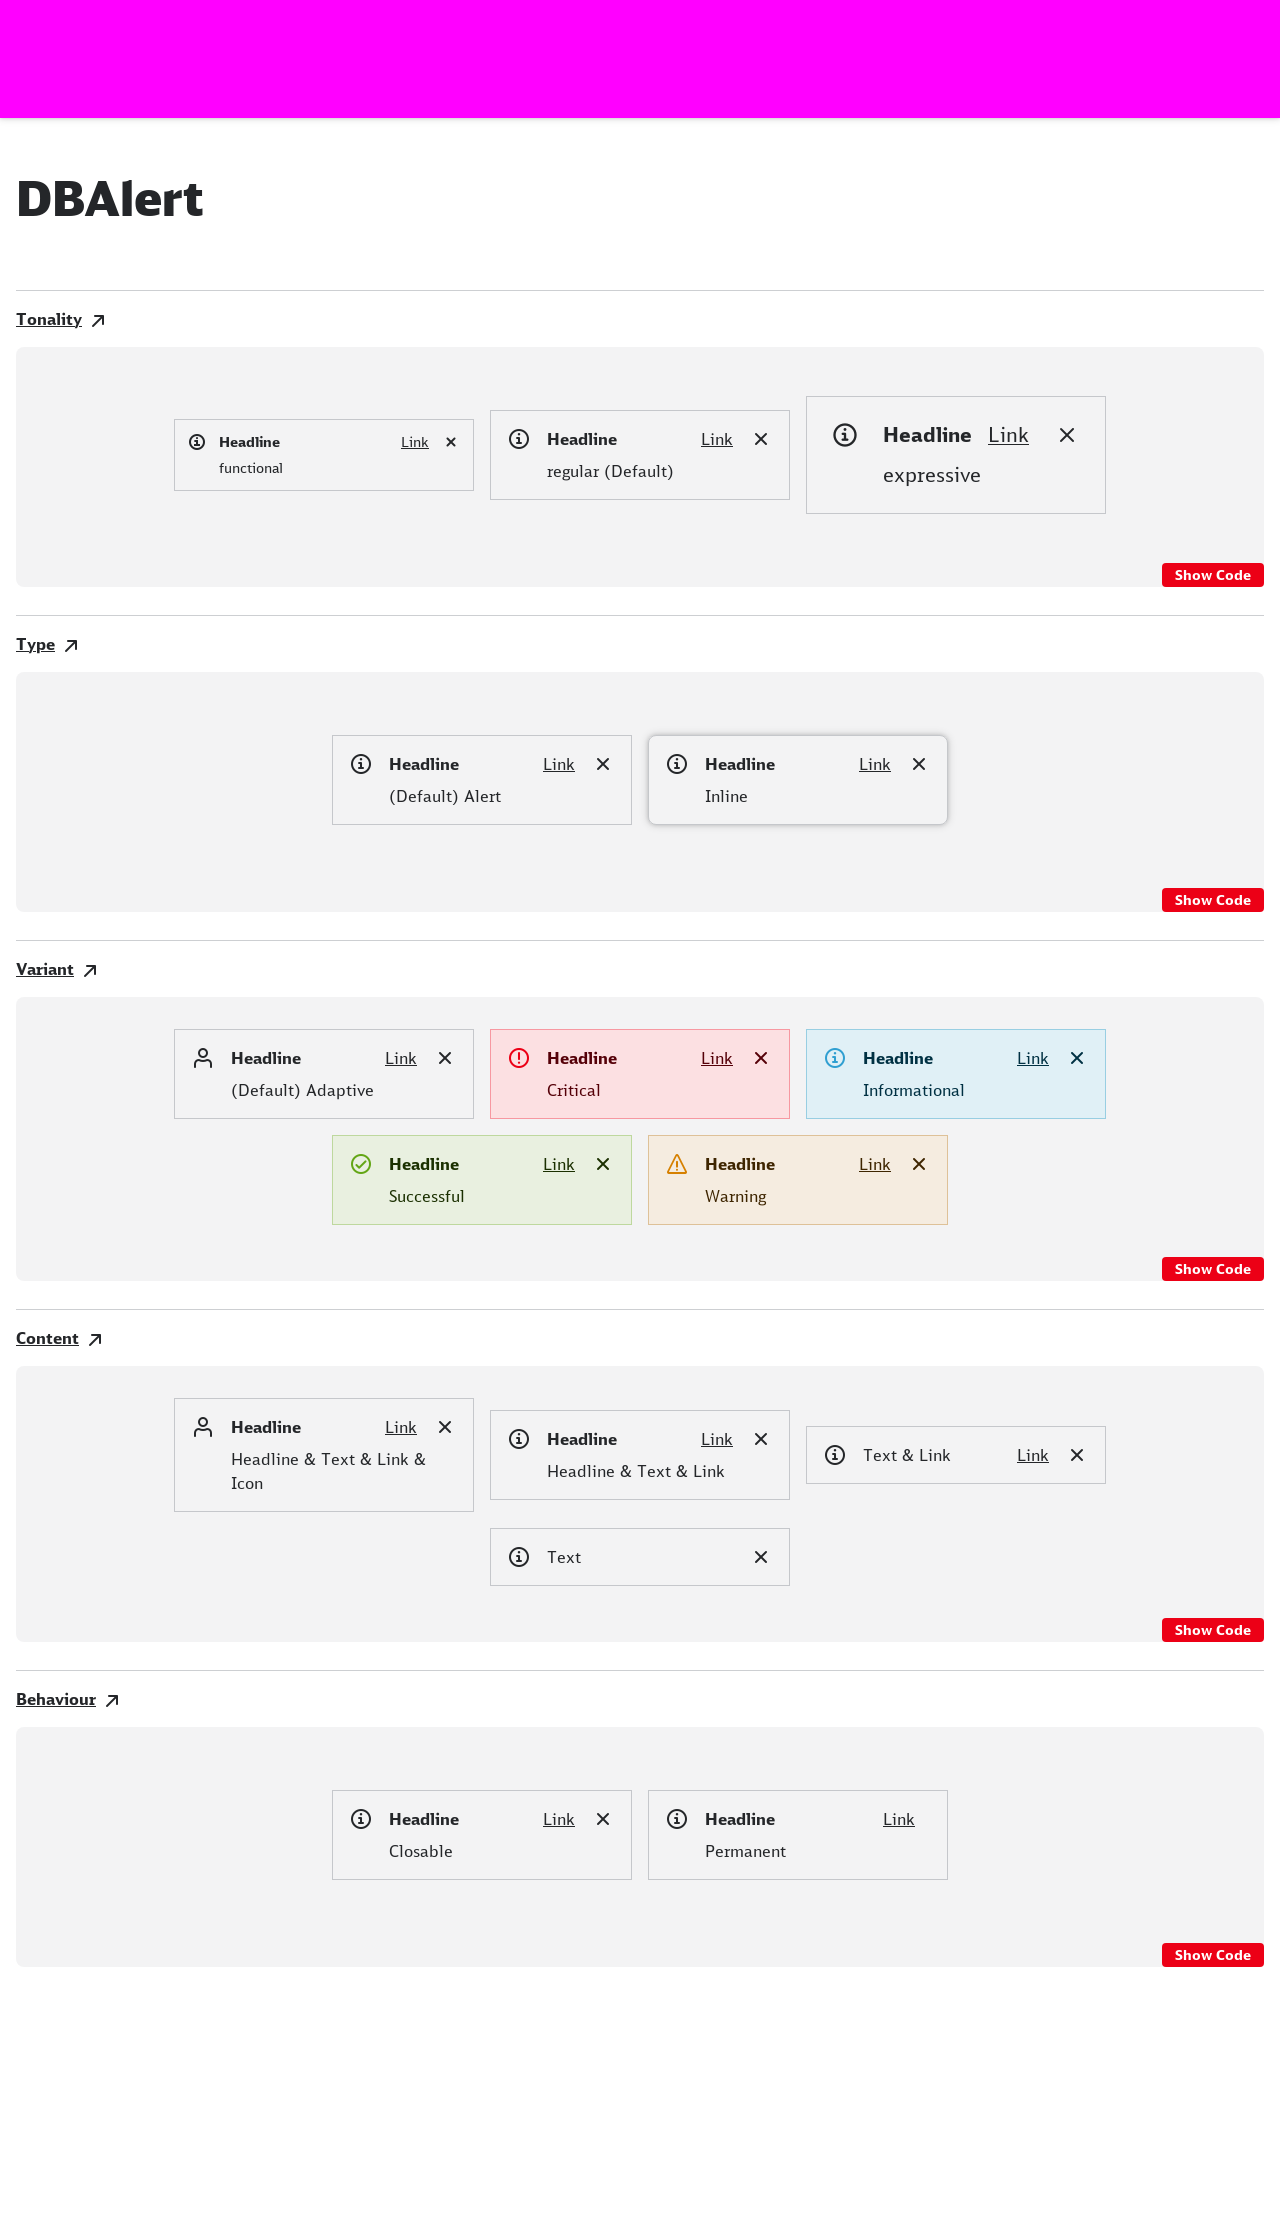 DBAlert
Tonality
Headline Link
functional
Headline Link
regular (Default)
Headline Link
expressive
Show Code
Type
Headline Link
(Default) Alert
Headline Link
Inline
Show Code
Variant
Headline Link
(Default) Adaptive
Headline Link
Critical
Headline Link
Informational
Headline Link
Successful
Headline Link
Warning
Show Code
Content
Headline Link
Headline & Text & Link &
Icon
Headline Link
Headline & Text & Link
Text & Link Link
Text
Show Code
Behaviour
Headline Link
Closable
Headline Link
Permanent
Show Code